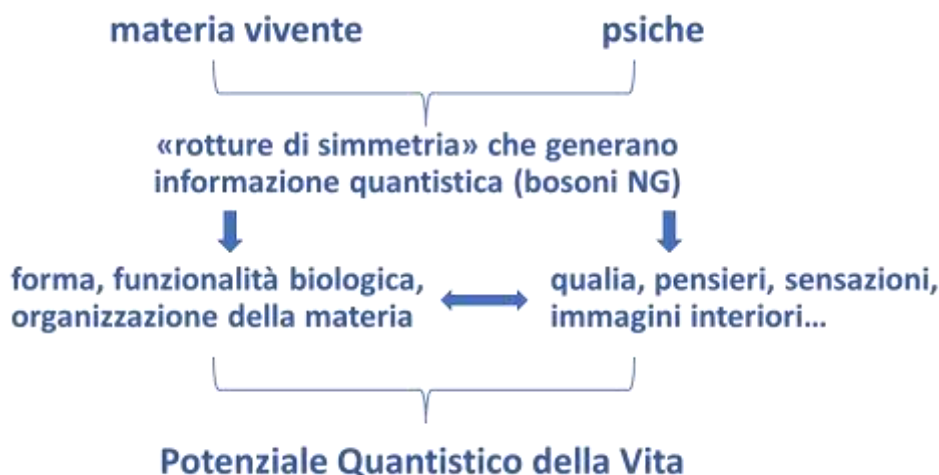 materia vivente
psiche
«rotture di simmetria» che generano
informazione quantistica (bosoni NG)
forma, funzionalità biologica,
organizzazione della materia
qualia, pensieri, sensazioni,
immagini interiori...
Potenziale Quantistico della Vita